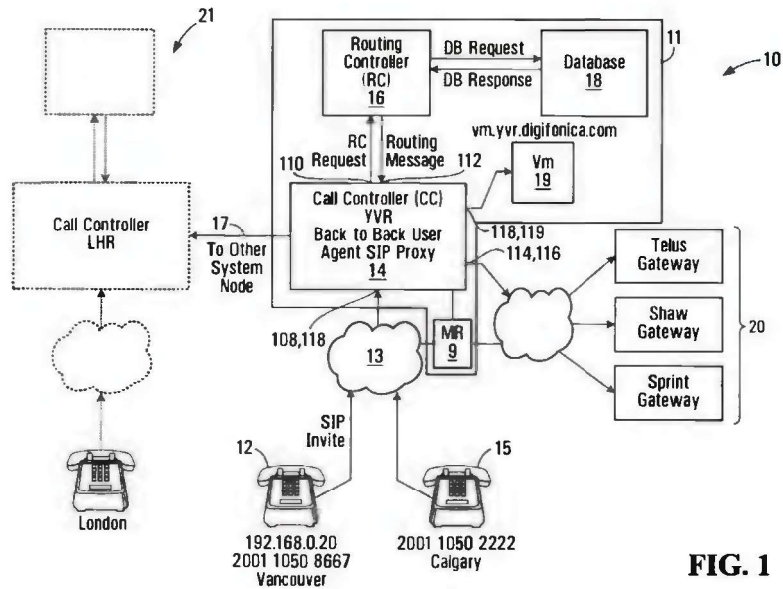 21
11
10
Routing
Controller
(RC)
16
DB Request
DB Response
Database
18
vm.yvr.digifonica.com
RC
Request
Routing
Message
110
112
Vm
19
Call Controller
LHR
17
To Other
System
Node
Call Controller (CC)
YVR
Back to Back User
Agent SIP Proxy
14
118,119
114,116
Telus
Gateway
Shaw
Gateway
Sprint
Gateway
20
108,118
13
MR
9
SIP
Invite
12
15
London
192.168.0.20
2001 1050 8667
Vancouver
2001 1050 2222
Calgary
FIG. 1